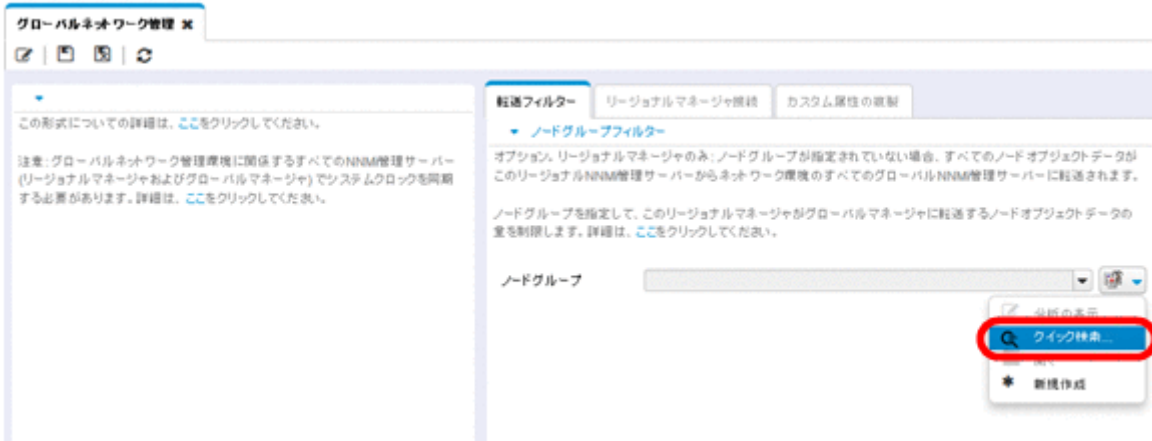 グローバルネットワーク管理
この形式についての詳細は、ここをクリックしてください。
注意: グローバルネットワーク管理環境に関係するすべてのNNMi管理サーバー
(リージョナルマネージャおよびグローバルマネージャ) でシステムクロックを同期
する必要があります。詳細は、ここをクリックしてください。
転送フィルター リージョナルマネージャ接続 カスタム属性の複製
ノードグループフィルター
オプション。リージョナルマネージャのみ: ノードグループが指定されていない場合、すべてのノードオブジェクトデータが
このリージョナルNNMi管理サーバーからネットワーク環境のすべてのグローバルNNMi管理サーバーに転送されます。
ノードグループを指定して、このリージョナルマネージャがグローバルマネージャに転送するノードオブジェクトデータの
量を制限します。詳細は、ここをクリックしてください。
ノードグループ
分析の表示
クイック検索...
開く
新規作成